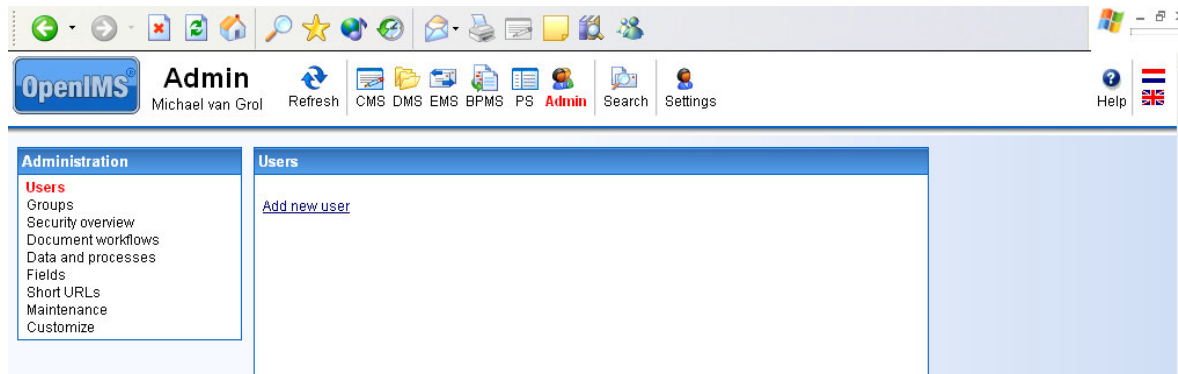 OpenIMS®
Admin
Michael van Grol
Refresh
CMS DMS EMS BPMS PS Admin
Search
Settings
Help
Administration
Users
Groups
Security overview
Document workflows
Data and processes
Fields
Short URLs
Maintenance
Customize
Users
Add new user